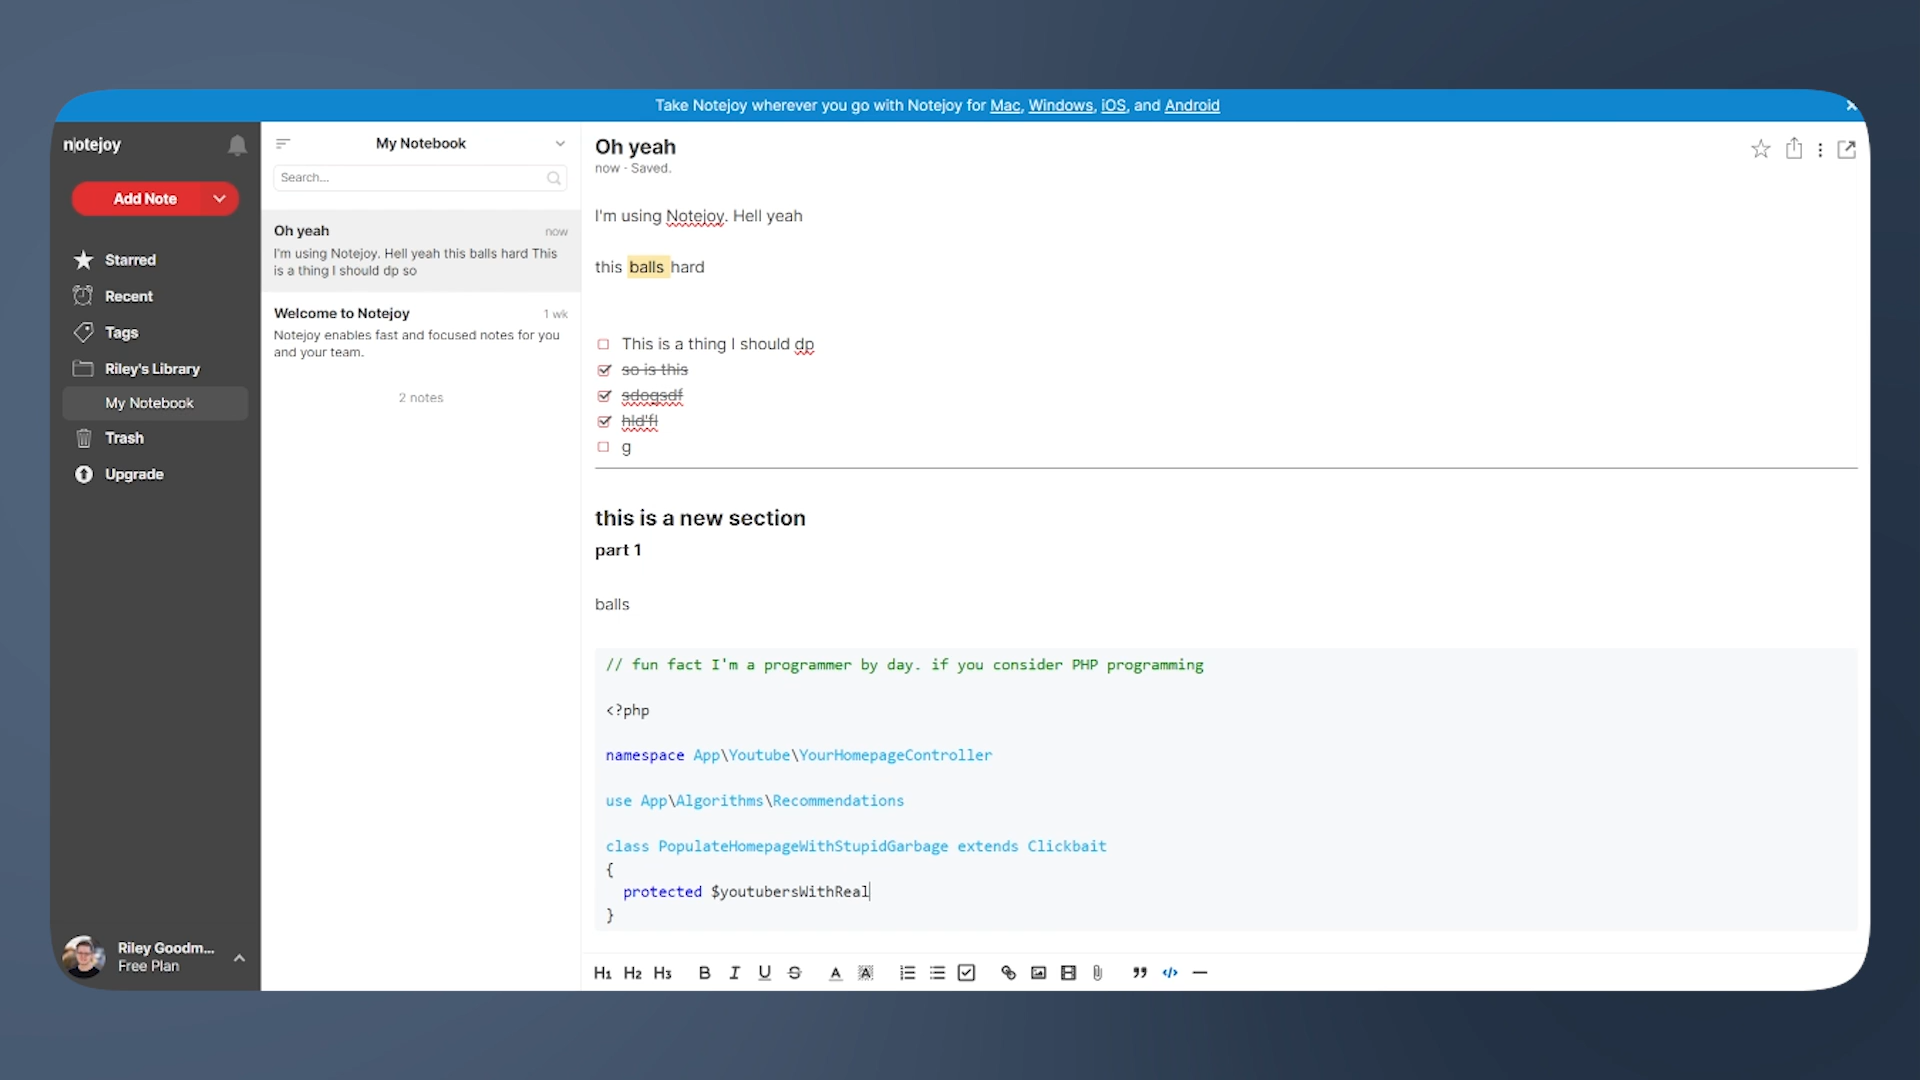 Take Notejoy wherever you go with Notejoy for Mac, Windows, iOS, and Android
notejoy
Add Note
Starred
Recent
Tags
Riley's Library
My Notebook
Trash
Upgrade
Riley Goodm...
Free Plan
My Notebook
Search...
Oh yeah now
I'm using Notejoy. Hell yeah this balls hard This
is a thing I should dp so
Welcome to Notejoy 1 wk
Notejoy enables fast and focused notes for you
and your team.
2 notes
Oh yeah
now - Saved.
I'm using Notejoy. Hell yeah
this balls hard
This is a thing I should dp
so is this
sdogsdf
hld'fl
g
this is a new section
part 1
balls
// fun fact I'm a programmer by day. if you consider PHP programming
<?php
namespace App\Youtube\YourHomepageController
use App\Algorithms\Recommendations
class PopulateHomepageWithStupidGarbage extends Clickbait
{
protected $youtubersWithReal
}
H1 H2 H3 B I U S A A